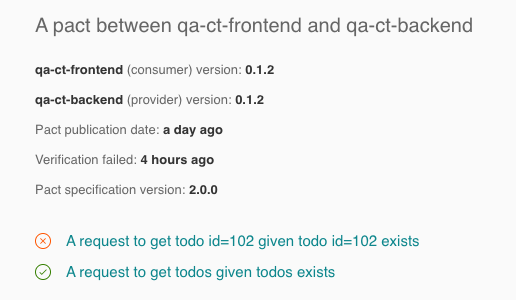 A pact between qa-ct-frontend and qa-ct-backend
qa-ct-frontend (consumer) version: 0.1.2
qa-ct-backend (provider) version: 0.1.2
Pact publication date: a day ago
Verification failed: 4 hours ago
Pact specification version: 2.0.0
A request to get todo id=102 given todo id=102 exists
A request to get todos given todos exists